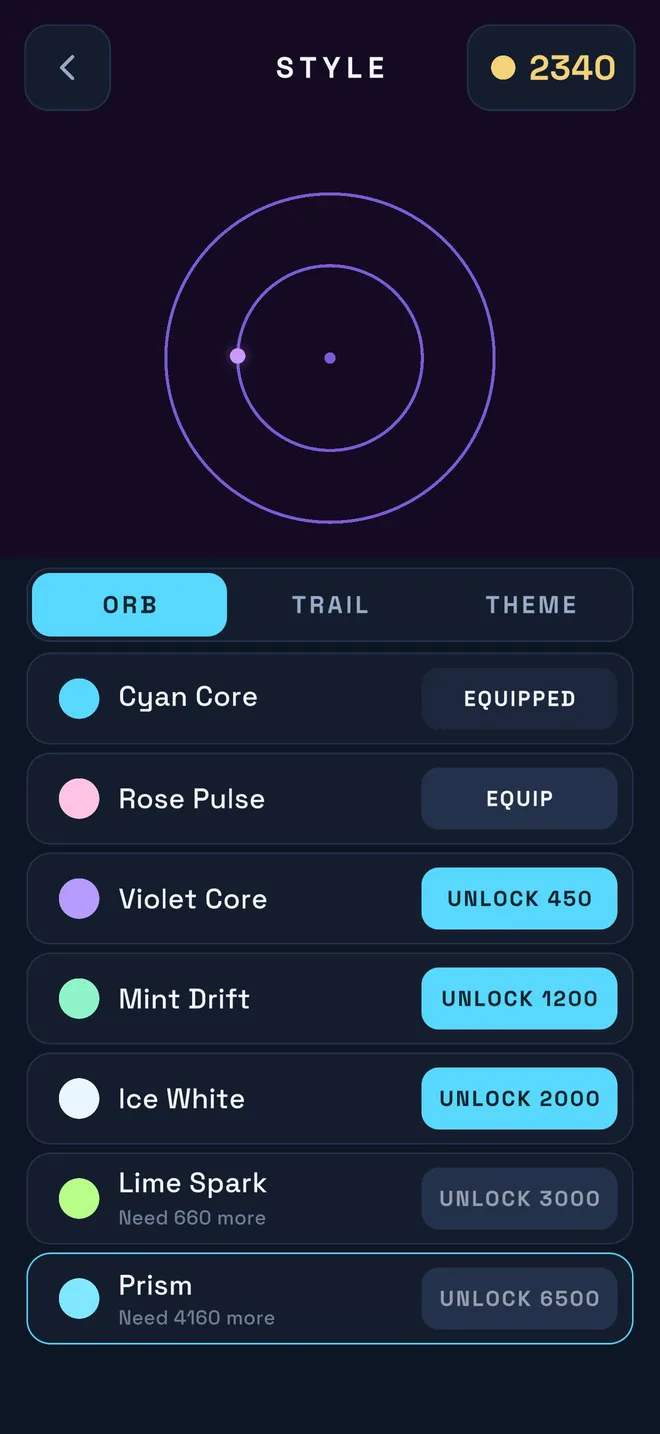 STYLE
2340
ORB
TRAIL
THEME
Cyan Core
EQUIPPED
Rose Pulse
EQUIP
Violet Core
UNLOCK 450
Mint Drift
UNLOCK 1200
Ice White
UNLOCK 2000
Lime Spark
Need 660 more
UNLOCK 3000
Prism
Need 4160 more
UNLOCK 6500